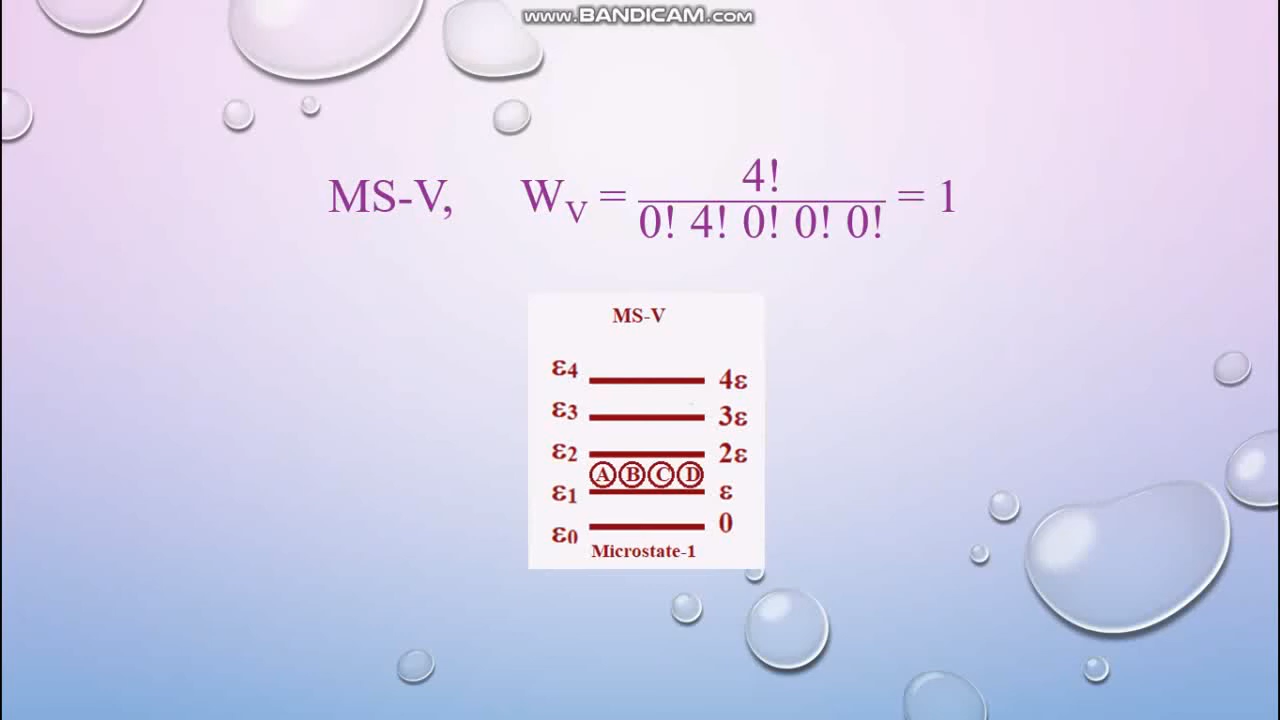 www.BANDICAM.com
MS-V, W_V = 4! / 0! 4! 0! 0! 0! = 1
MS-V
ε₄ 4ε
ε₃ 3ε
ε₂ 2ε
A B C D
ε₁ ε
ε₀ 0
Microstate-1